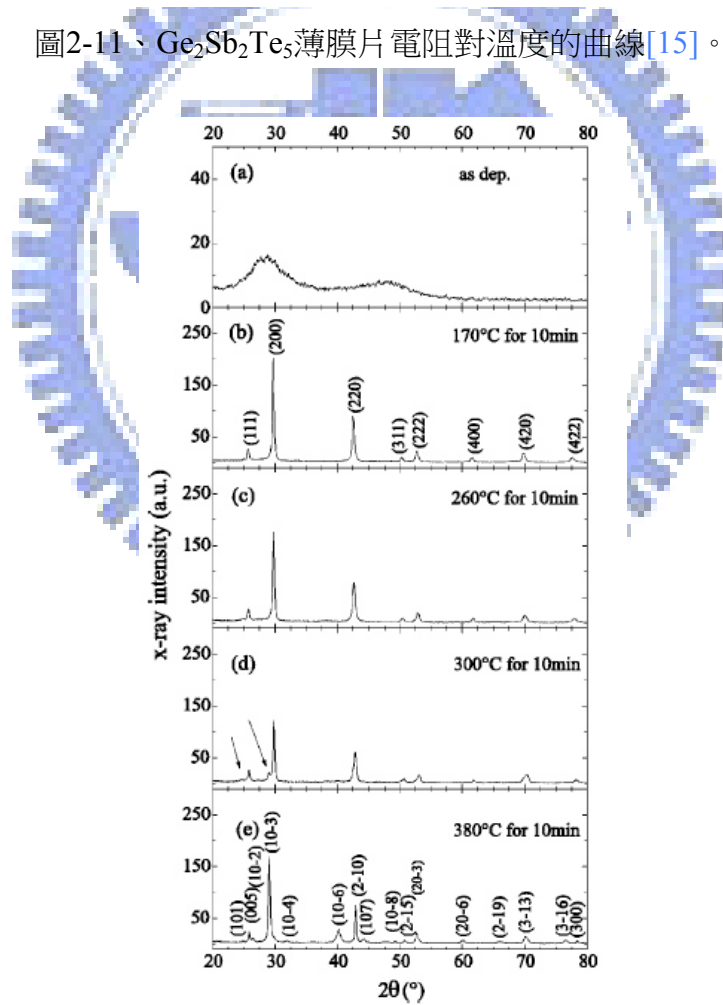 圖2-11、Ge₂Sb₂Te₅薄膜片電阻對溫度的曲線[15]。
20 30 40 50 60 70 80
(a) as dep.
40
20
0
(b) 170°C for 10min
250
150
50
(111) (200) (220) (311) (222) (400) (420) (422)
(c) 260°C for 10min
250
150
50
(d) 300°C for 10min
250
150
50
(e) 380°C for 10min
250
150
50
(101) (005) (10-2) (10-3) (10-4) (10-6) (2-10) (107) (10-8) (2-15) (20-3) (20-6) (2-19) (3-13) (3-16) (300)
x-ray intensity (a.u.)
20 30 40 50 60 70 80
2θ (°)